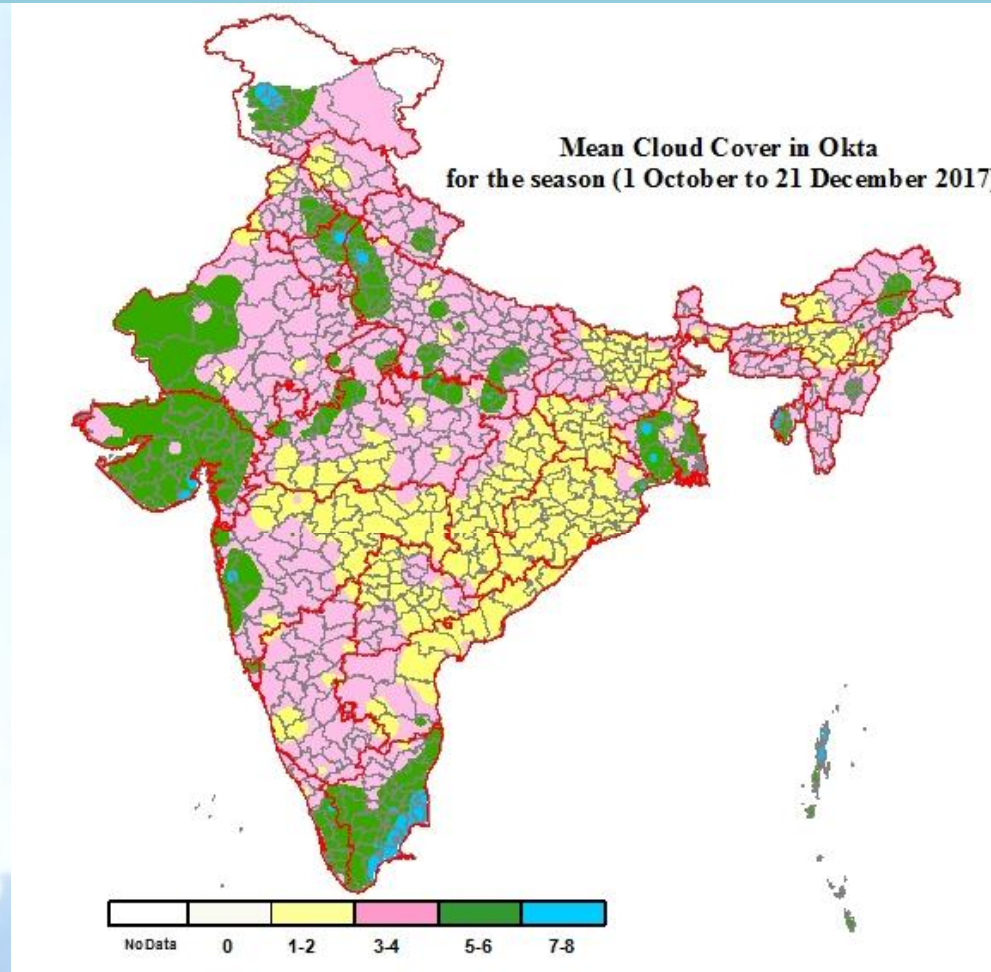 Mean Cloud Cover in Okta
for the season (1 October to 21 December 2017)
No Data 0 1-2 3-4 5-6 7-8